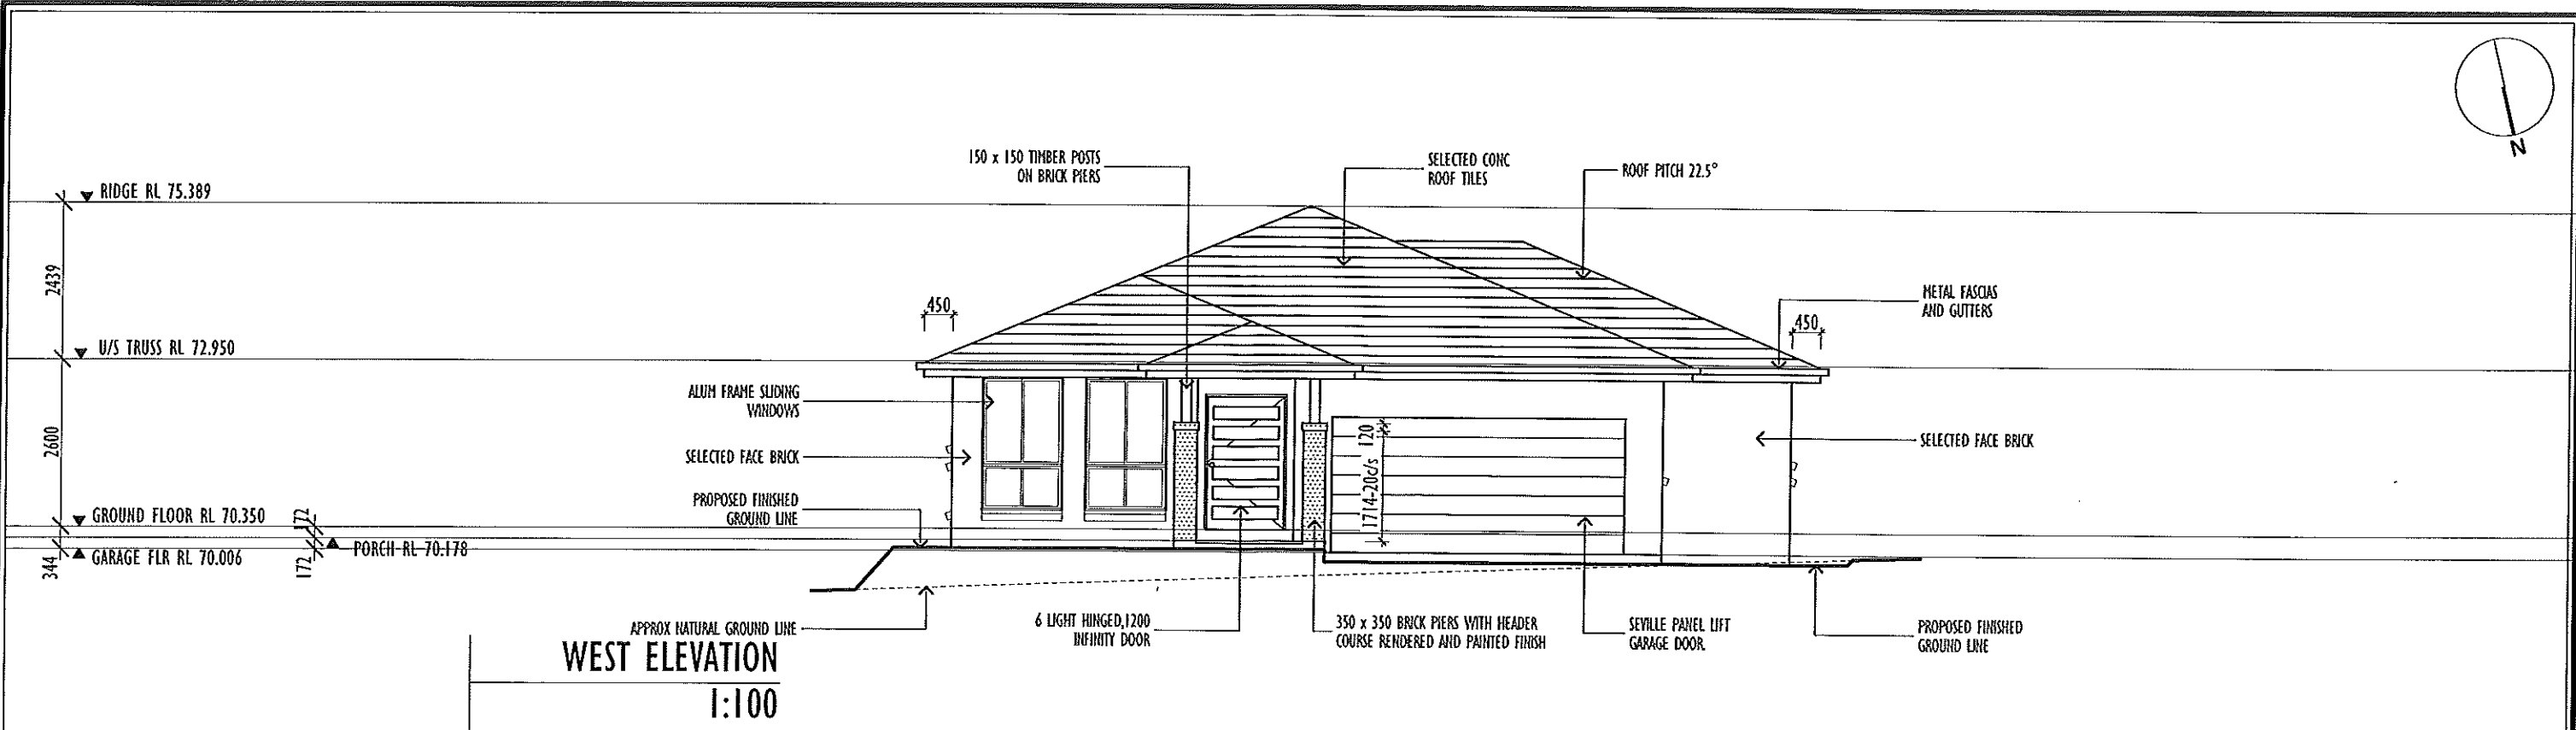 N
150 x 150 TIMBER POSTS
ON BRICK PIERS
SELECTED CONC
ROOF TILES
ROOF PITCH 22.5°
RIDGE RL 75.389
2439
450
METAL FASCIAS
AND GUTTERS
450
U/S TRUSS RL 72.950
ALUM FRAME SLIDING
WINDOWS
2600
120
1714-20c/s
SELECTED FACE BRICK
SELECTED FACE BRICK
PROPOSED FINISHED
GROUND LINE
GROUND FLOOR RL 70.350
172
PORCH RL 70.178
GARAGE FLR RL 70.006
344
172
APPROX NATURAL GROUND LINE
6 LIGHT HINGED,1200
INFINITY DOOR
350 x 350 BRICK PIERS WITH HEADER
COURSE RENDERED AND PAINTED FINISH
SEVILLE PANEL LIFT
GARAGE DOOR
PROPOSED FINISHED
GROUND LINE
WEST ELEVATION
1:100